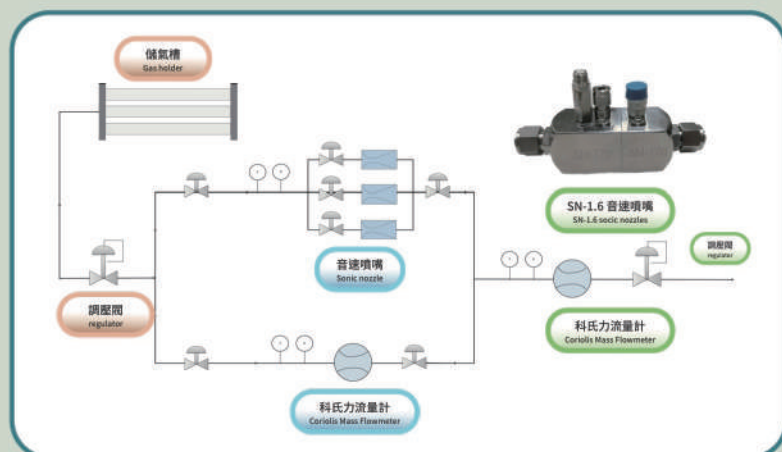 儲氣槽
Gas holder
SN-1.6 音速噴嘴
SN-1.6 socic nozzles
音速噴嘴
Sonic nozzle
調壓閥
regulator
調壓閥
regulator
科氏力流量計
Coriolis Mass Flowmeter
科氏力流量計
Coriolis Mass Flowmeter